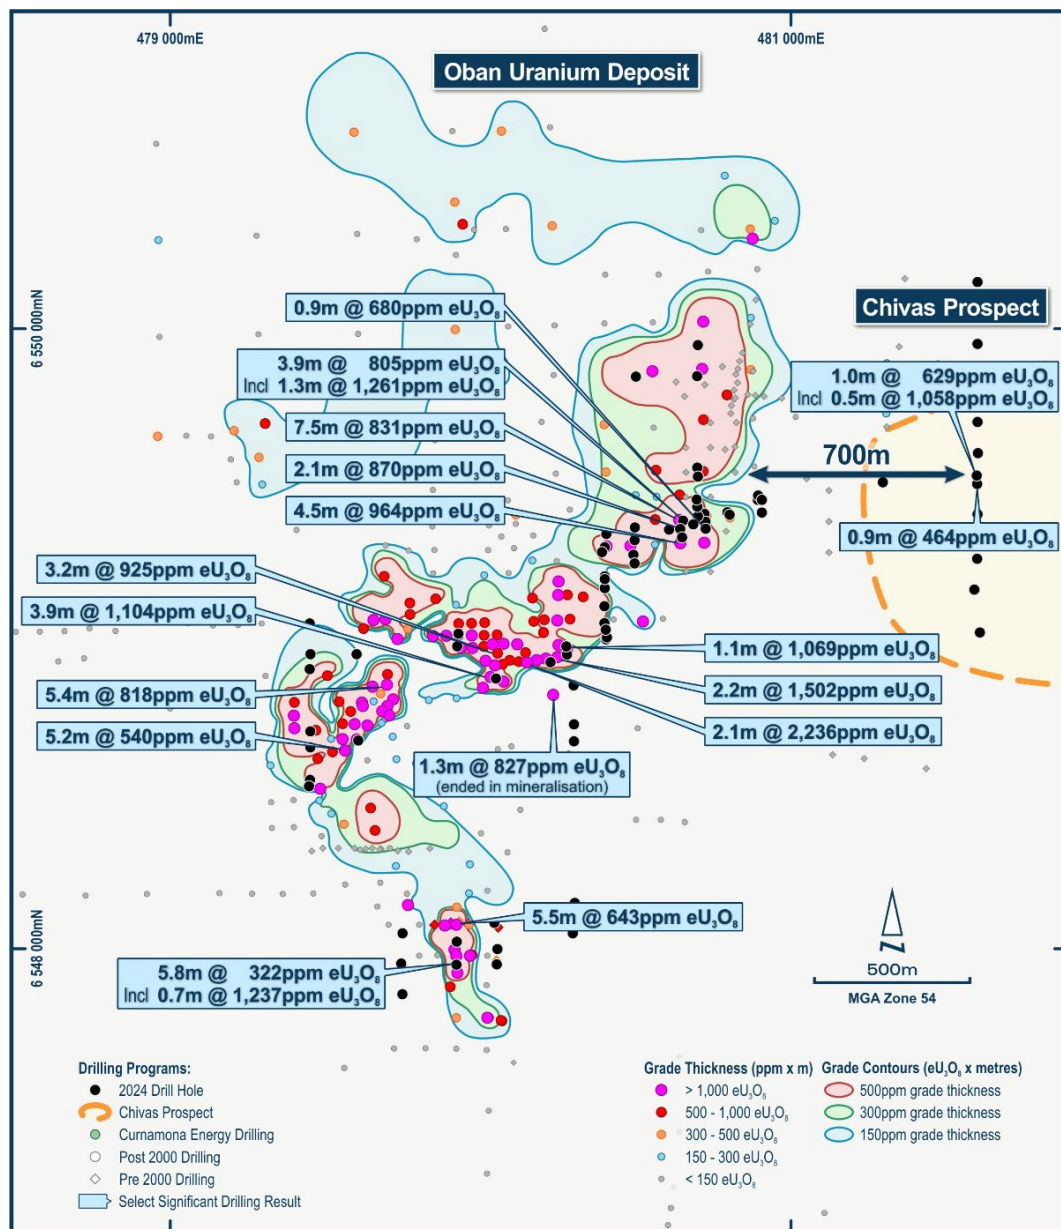 479 000mE
481 000mE
Oban Uranium Deposit
6 550 000mN
Chivas Prospect
0.9m @ 680ppm eU₃O₈
3.9m @ 805ppm eU₃O₈
Incl 1.3m @ 1,261ppm eU₃O₈
7.5m @ 831ppm eU₃O₈
2.1m @ 870ppm eU₃O₈
4.5m @ 964ppm eU₃O₈
1.0m @ 629ppm eU₃O₈
Incl 0.5m @ 1,058ppm eU₃O₈
700m
0.9m @ 464ppm eU₃O₈
3.2m @ 925ppm eU₃O₈
3.9m @ 1,104ppm eU₃O₈
5.4m @ 818ppm eU₃O₈
5.2m @ 540ppm eU₃O₈
1.1m @ 1,069ppm eU₃O₈
2.2m @ 1,502ppm eU₃O₈
2.1m @ 2,236ppm eU₃O₈
1.3m @ 827ppm eU₃O₈
(ended in mineralisation)
6 548 000mN
5.5m @ 643ppm eU₃O₈
5.8m @ 322ppm eU₃O₈
Incl 0.7m @ 1,237ppm eU₃O₈
N
500m
MGA Zone 54
Drilling Programs:
2024 Drill Hole
Chivas Prospect
Curnamona Energy Drilling
Post 2000 Drilling
Pre 2000 Drilling
Select Significant Drilling Result
Grade Thickness (ppm x m)
> 1,000 eU₃O₈
500 - 1,000 eU₃O₈
300 - 500 eU₃O₈
150 - 300 eU₃O₈
< 150 eU₃O₈
Grade Contours (eU₃O₈ x metres)
500ppm grade thickness
300ppm grade thickness
150ppm grade thickness